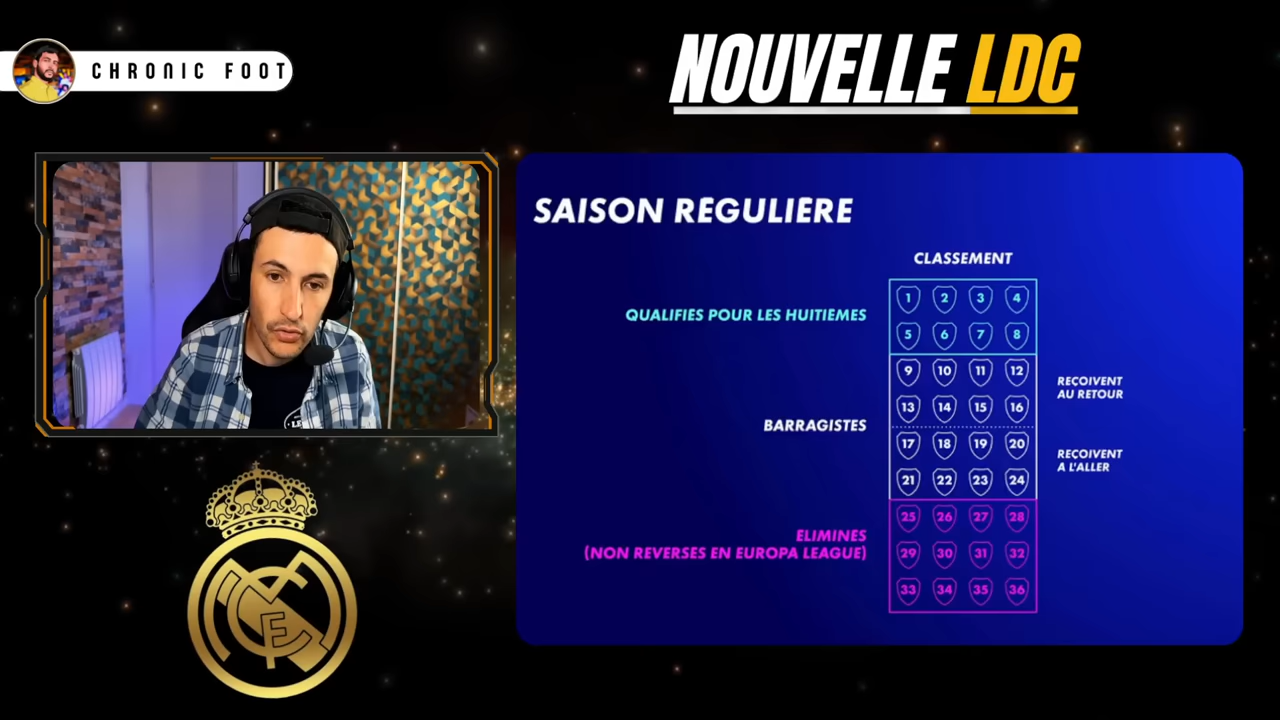 CHRONIC FOOT
NOUVELLE LDC
SAISON REGULIERE
CLASSEMENT
QUALIFIES POUR LES HUITIEMES
1 2 3 4
5 6 7 8
9 10 11 12
RECOIVENT
AU RETOUR
13 14 15 16
BARRAGISTES
17 18 19 20
RECOIVENT
A L'ALLER
21 22 23 24
25 26 27 28
ELIMINES
(NON REVERSES EN EUROPA LEAGUE)
29 30 31 32
33 34 35 36